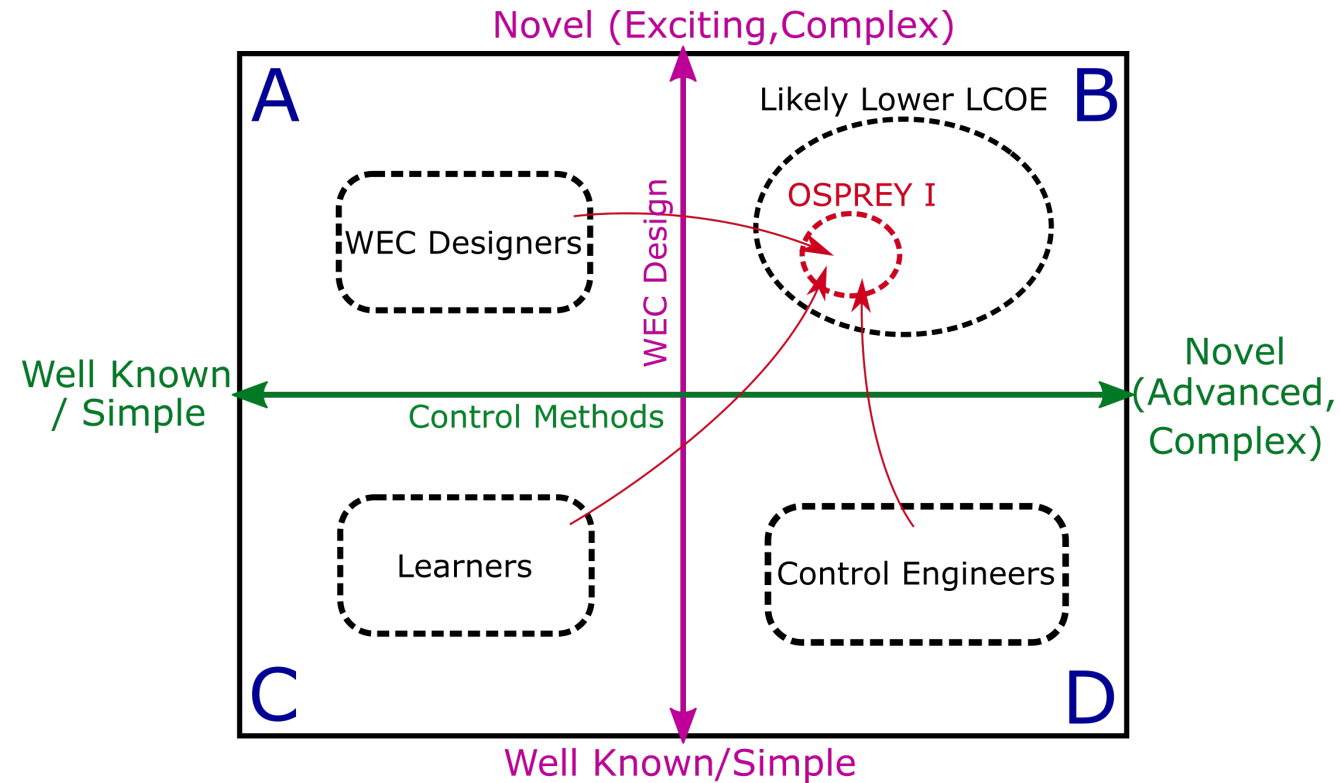 Novel (Exciting,Complex)
A
B
Likely Lower LCOE
OSPREY I
WEC Designers
WEC Design
Well Known
/ Simple
Control Methods
Novel
(Advanced,
Complex)
Learners
Control Engineers
C
D
Well Known/Simple